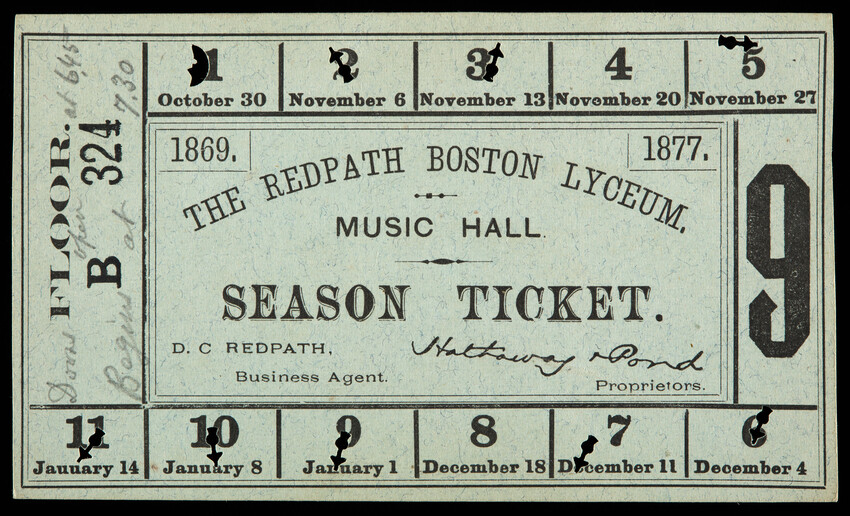 1 2 3 4 5
October 30 November 6 November 13 November 20 November 27
Doors open at 6,45
FLOOR.
Begins at 7.30
B 324
1869. 1877.
THE REDPATH BOSTON LYCEUM.
MUSIC HALL.
SEASON TICKET.
D. C REDPATH,
Business Agent.
Hathaway & Pond
Proprietors.
9
11 10 9 8 7 6
January 14 January 8 January 1 December 18 December 11 December 4